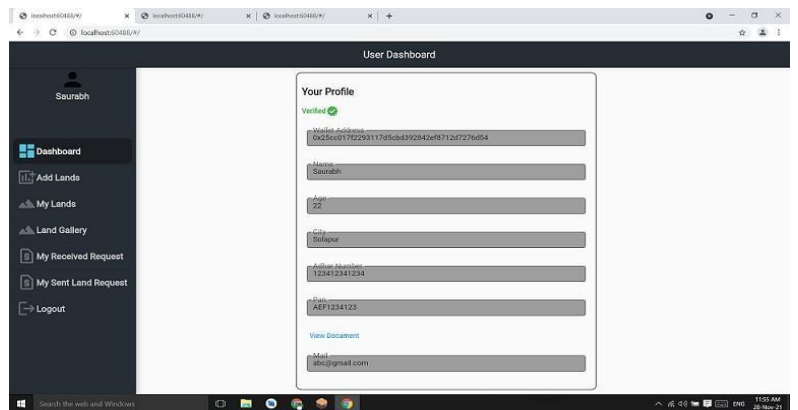 localhost:60488/#/
localhost:60488/#/
localhost:60488/#/
localhost:60488/#/
User Dashboard
Saurabh
Dashboard
Add Lands
My Lands
Land Gallery
My Received Request
My Sent Land Request
Logout
Your Profile
Verified
Wallet Address
0x25cc017f2293117d5cbd392842ef8712d7276d54
Name
Saurabh
Age
22
City
Solapur
Adhar Number
123412341234
Pan
AEF1234123
View Document
Mail
abc@gmail.com
Search the web and Windows
ENG
11:55 AM
28-Nov-21